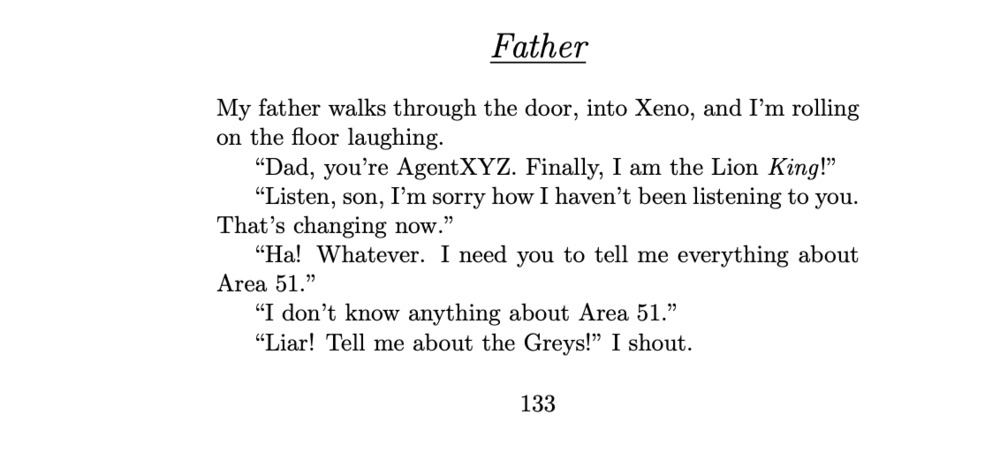 Father
My father walks through the door, into Xeno, and I’m rolling
on the floor laughing.
“Dad, you’re AgentXYZ. Finally, I am the Lion King!”
“Listen, son, I’m sorry how I haven’t been listening to you.
That’s changing now.”
“Ha! Whatever. I need you to tell me everything about
Area 51.”
“I don’t know anything about Area 51.”
“Liar! Tell me about the Greys!” I shout.
133